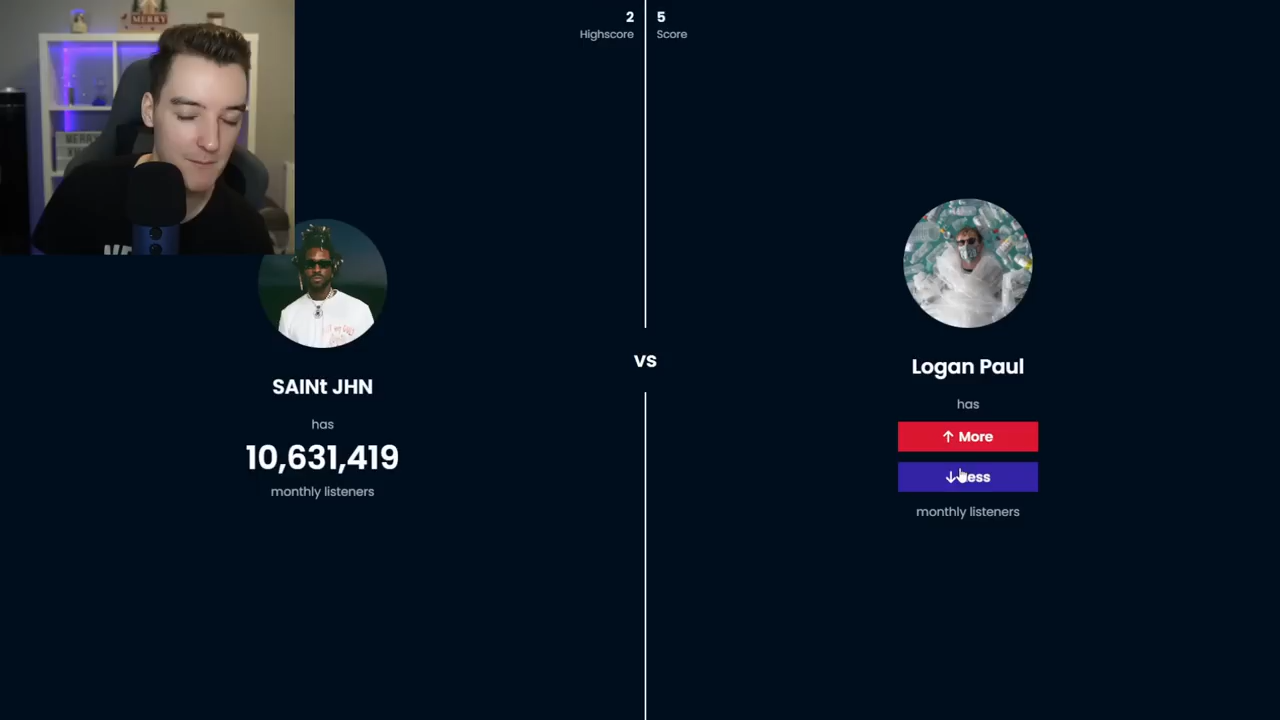 MERRY
2
Highscore
5
Score
SAINt JHN
has
10,631,419
monthly listeners
VS
Logan Paul
has
↑ More
↓ Less
monthly listeners